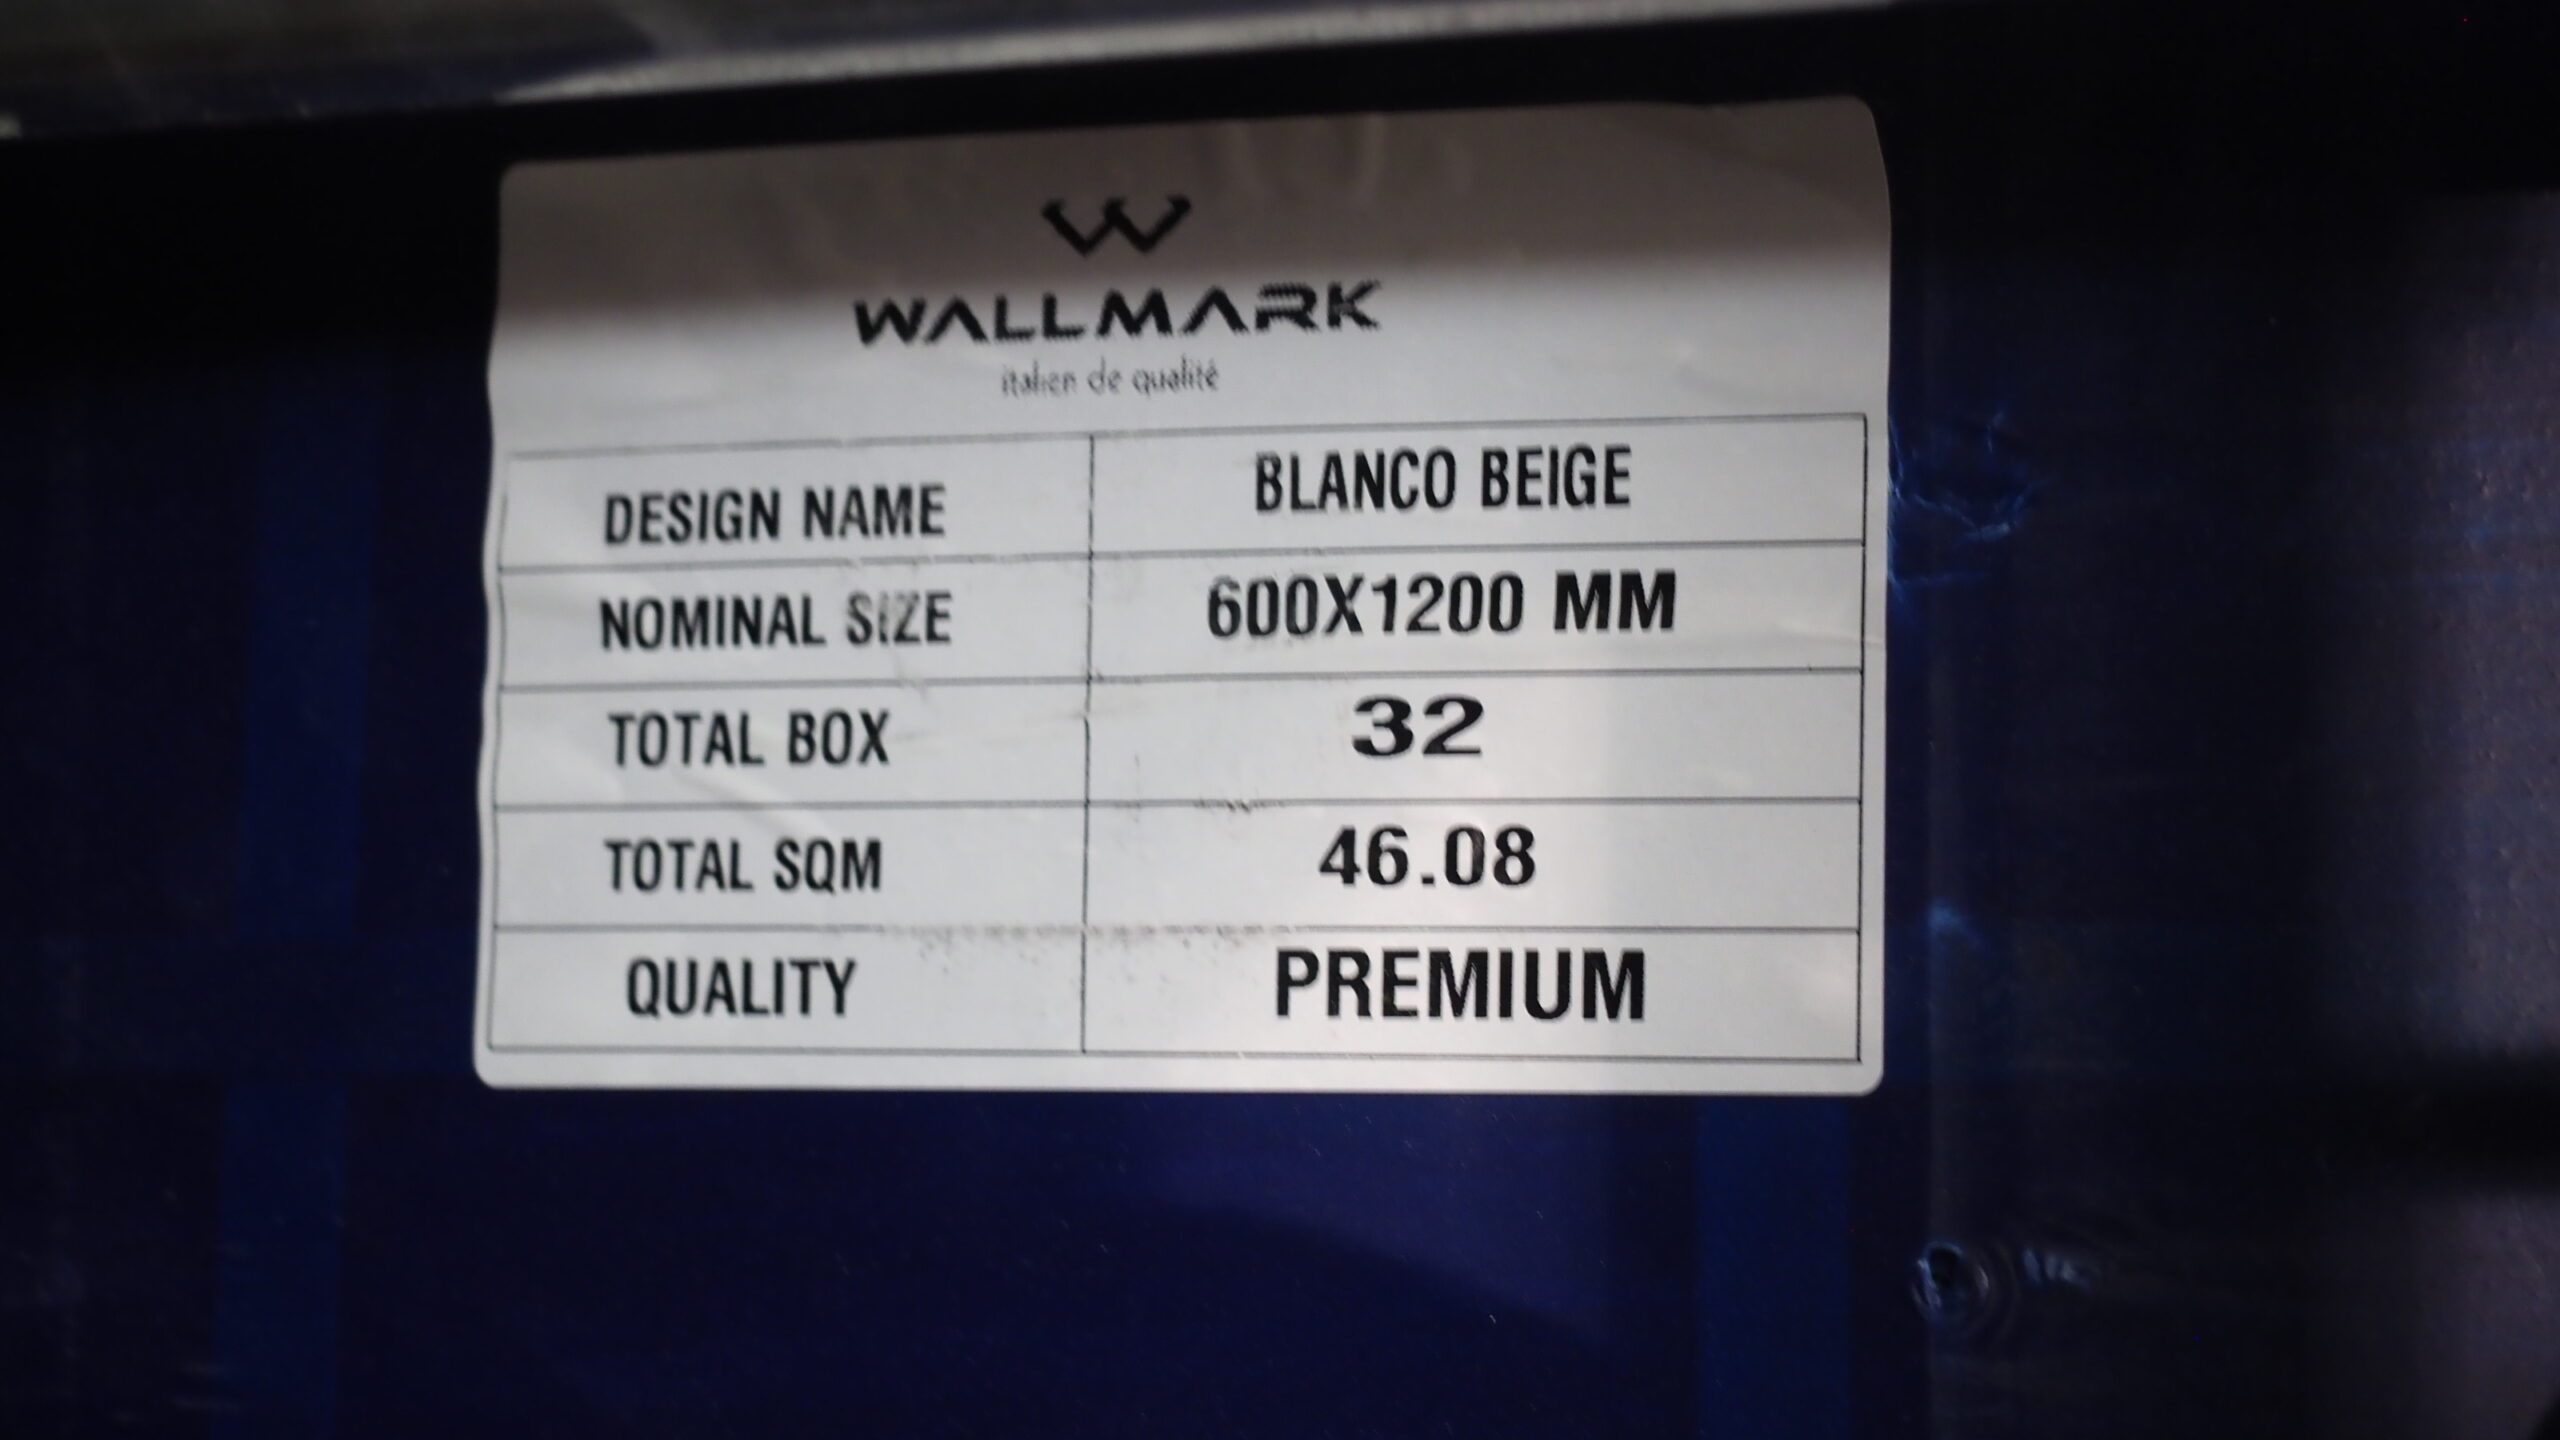 WALLMARK
italien de qualité
DESIGN NAME BLANCO BEIGE
NOMINAL SIZE 600X1200 MM
TOTAL BOX 32
TOTAL SQM 46.08
QUALITY PREMIUM